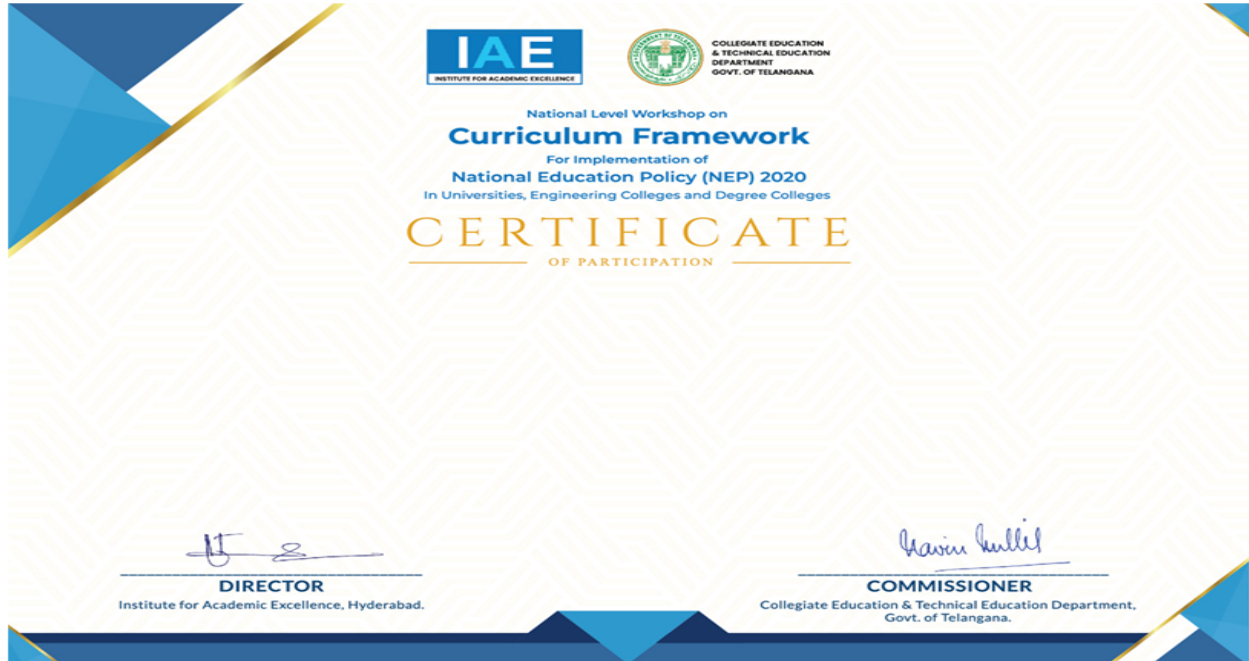 IAE
INSTITUTE FOR ACADEMIC EXCELLENCE
COLLEGIATE EDUCATION
& TECHNICAL EDUCATION
DEPARTMENT
GOVT. OF TELANGANA
National Level Workshop on
Curriculum Framework
For Implementation of
National Education Policy (NEP) 2020
In Universities, Engineering Colleges and Degree Colleges
CERTIFICATE
OF PARTICIPATION
DIRECTOR
Institute for Academic Excellence, Hyderabad.
COMMISSIONER
Collegiate Education & Technical Education Department,
Govt. of Telangana.